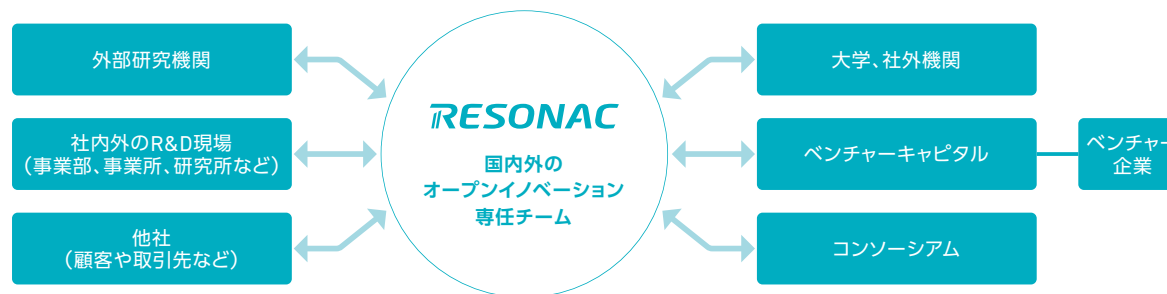 外部研究機関
社内外のR&D現場
（事業部、事業所、研究所など）
他社
（顧客や取引先など）
RESONAC
国内外の
オープンイノベーション
専任チーム
大学、社外機関
ベンチャーキャピタル
ベンチャー
企業
コンソーシアム